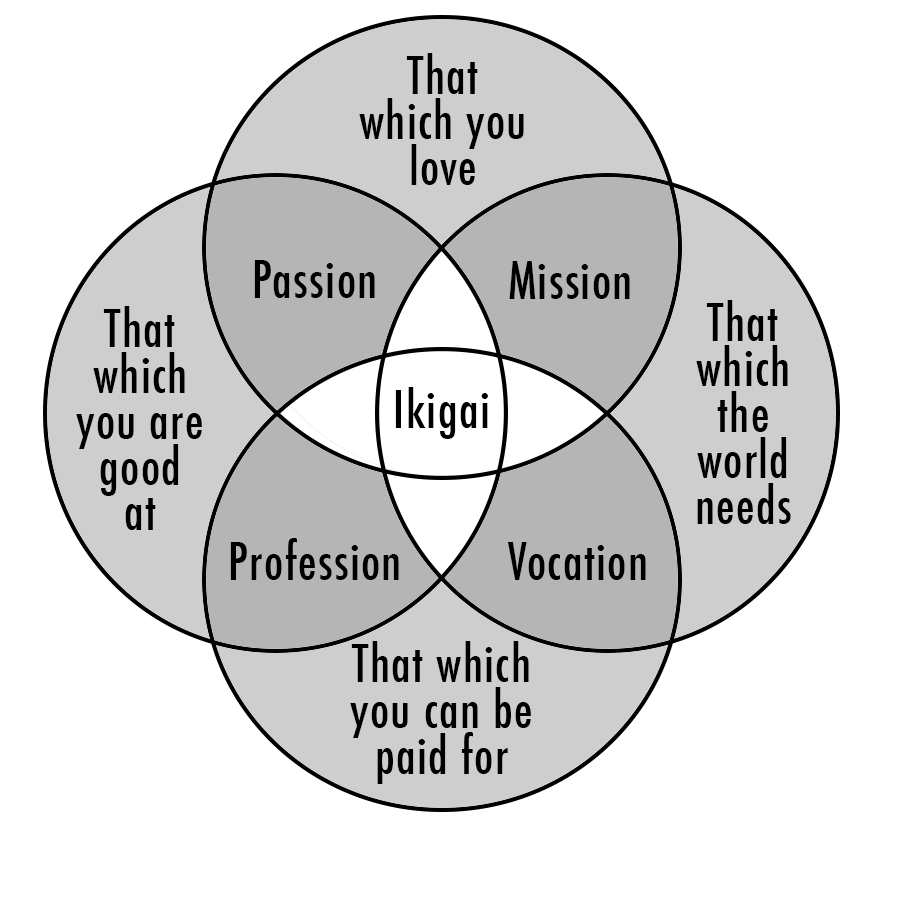 That
which you
love
Passion
Mission
That
which
you are
good
at
Ikigai
That
which
the
world
needs
Profession
Vocation
That which
you can be
paid for